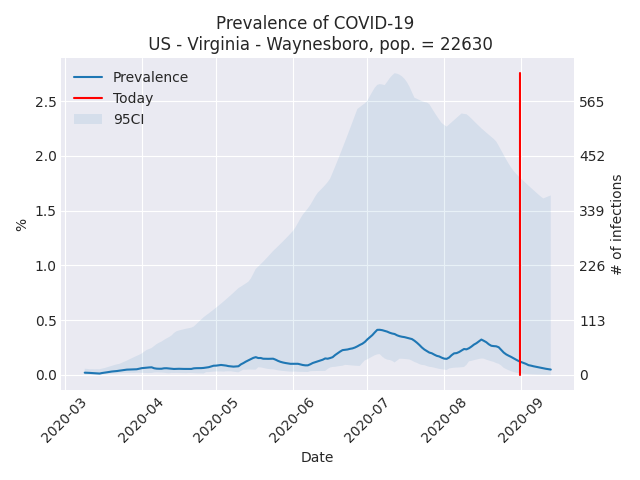 Prevalence of COVID-19
US - Virginia - Waynesboro, pop. = 22630
Prevalence
Today
95CI
%
2.5
2.0
1.5
1.0
0.5
0.0
565
452
339
226
113
0
# of infections
2020-03
2020-04
2020-05
2020-06
2020-07
2020-08
2020-09
Date